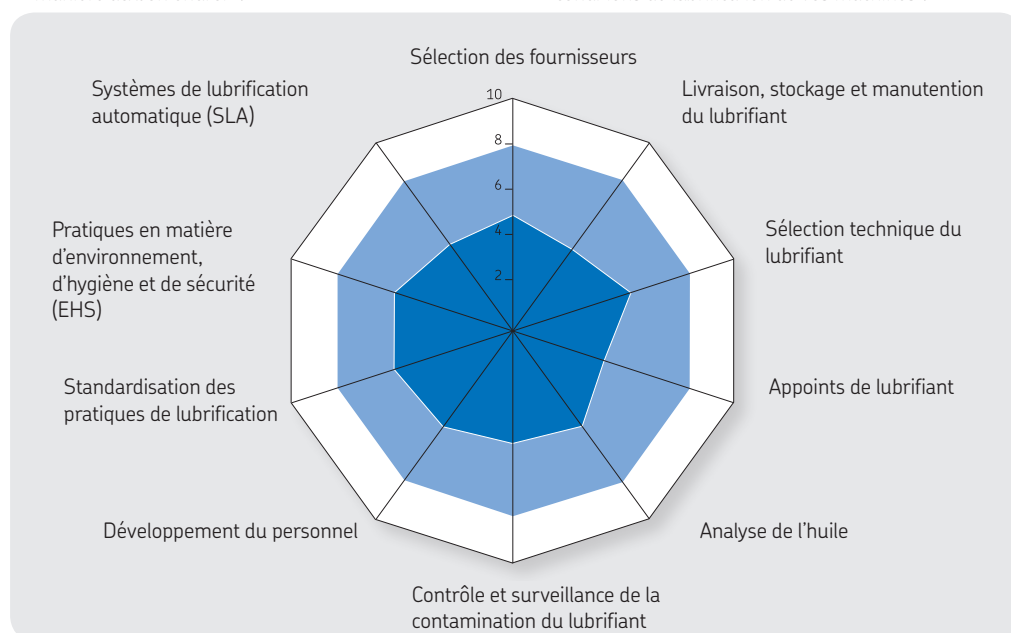 Sélection des fournisseurs
Systèmes de lubrification
automatique (SLA)
Livraison, stockage et manutention
du lubrifiant
10
8
6
4
2
Pratiques en matière
d'environnement,
d'hygiène et de sécurité
(EHS)
Sélection technique du
lubrifiant
Standardisation des
pratiques de lubrification
Appoints de lubrifiant
Développement du personnel
Analyse de l'huile
Contrôle et surveillance de la
contamination du lubrifiant